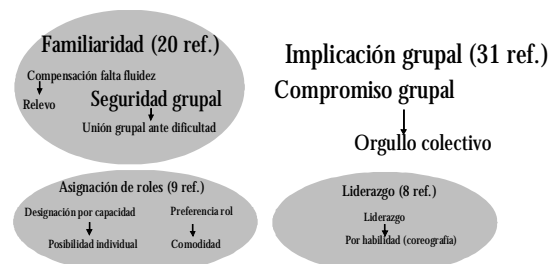 Familiaridad (20 ref.)
Compensación falta fluidez
Relevo
Seguridad grupal
Unión grupal ante dificultad
Implicación grupal (31 ref.)
Compromiso grupal
Orgullo colectivo
Asignación de roles (9 ref.)
Designación por capacidad
Preferencia rol
Posibilidad individual
Comodidad
Liderazgo (8 ref.)
Liderazgo
Por habilidad (coreografía)